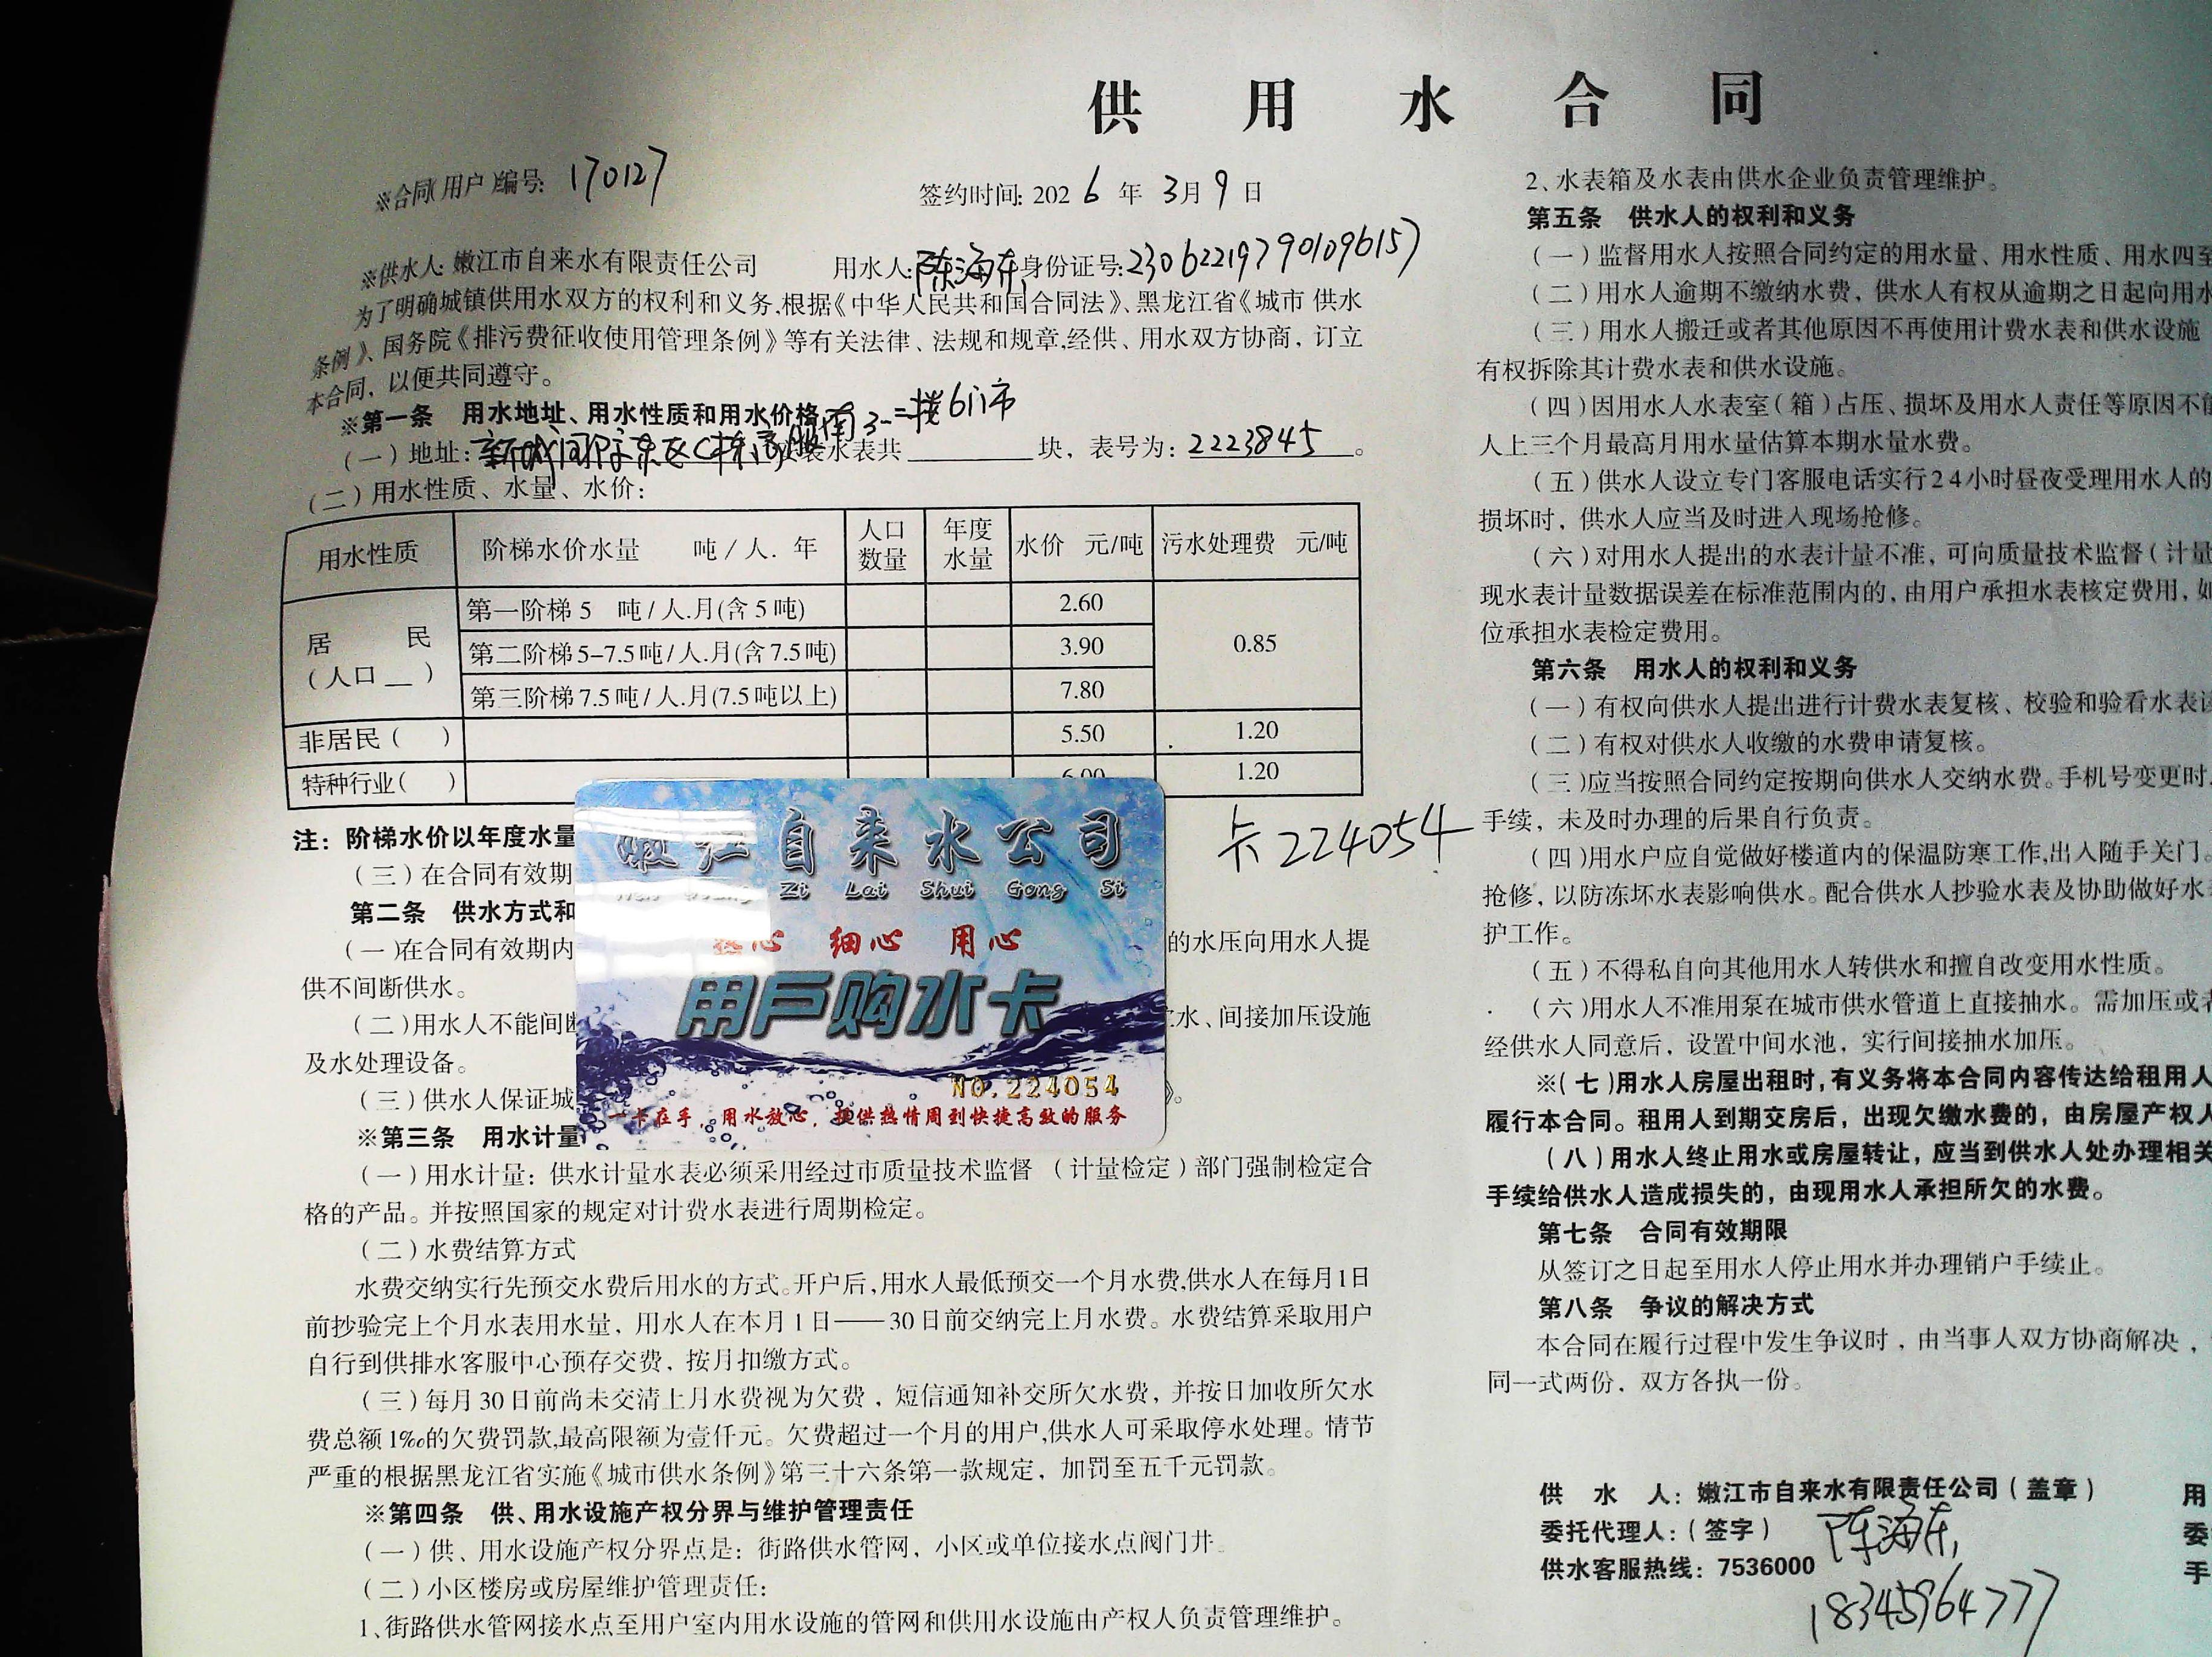 供用水合同
※合同(用户)编号: 170127
签约时间: 2026年3月9日
※供水人: 嫩江市自来水有限责任公司 用水人: 陈海东 身份证号: 230622197901096157
为了明确城镇供用水双方的权利和义务,根据《中华人民共和国合同法》、黑龙江省《城市 供水
条例》、国务院《排污费征收使用管理条例》等有关法律、法规和规章,经供、用水双方协商，订立
本合同，以便共同遵守。
※第一条 用水地址、用水性质和用水价格
(一)地址: 东区C栋商服 6门市 装水表共 块，表号为: 2223845。
(二)用水性质、水量、水价:
用水性质 阶梯水价水量 吨/人.年 人口数量 年度水量 水价 元/吨 污水处理费 元/吨
居民(人口 ) 第一阶梯5 吨/人.月(含5吨) 2.60 0.85
第二阶梯5-7.5吨/人.月(含7.5吨) 3.90
第三阶梯7.5吨/人.月(7.5吨以上) 7.80
非居民( ) 5.50 1.20
特种行业( ) 6.00 1.20
注: 阶梯水价以年度水量
(三)在合同有效期
第二条 供水方式和
(一)在合同有效期内 的水压向用水人提
供不间断供水。
(二)用水人不能间断 水、间接加压设施
及水处理设备。
(三)供水人保证城 》。
※第三条 用水计量
嫩江自来水公司
Zi Lai Shui Gong Si
细心 用心
用户购水卡
NO.224054
一卡在手，用水放心，提供热情周到快捷高效的服务
卡224054
(一)用水计量: 供水计量水表必须采用经过市质量技术监督 (计量检定)部门强制检定合
格的产品。并按照国家的规定对计费水表进行周期检定。
(二)水费结算方式
水费交纳实行先预交水费后用水的方式。开户后,用水人最低预交一个月水费,供水人在每月1日
前抄验完上个月水表用水量，用水人在本月1日——30日前交纳完上月水费。水费结算采取用户
自行到供排水客服中心预存交费，按月扣缴方式。
(三)每月30日前尚未交清上月水费视为欠费，短信通知补交所欠水费，并按日加收所欠水
费总额1‰的欠费罚款,最高限额为壹仟元。欠费超过一个月的用户,供水人可采取停水处理。情节
严重的根据黑龙江省实施《城市供水条例》第三十六条第一款规定，加罚至五千元罚款。
※第四条 供、用水设施产权分界与维护管理责任
(一)供、用水设施产权分界点是: 街路供水管网，小区或单位接水点阀门井。
(二)小区楼房或房屋维护管理责任:
1、街路供水管网接水点至用户室内用水设施的管网和供用水设施由产权人负责管理维护。
2、水表箱及水表由供水企业负责管理维护。
第五条 供水人的权利和义务
(一)监督用水人按照合同约定的用水量、用水性质、用水四至
(二)用水人逾期不缴纳水费，供水人有权从逾期之日起向用水
(三)用水人搬迁或者其他原因不再使用计费水表和供水设施
有权拆除其计费水表和供水设施。
(四)因用水人水表室(箱)占压、损坏及用水人责任等原因不能
人上三个月最高月用水量估算本期水量水费。
(五)供水人设立专门客服电话实行24小时昼夜受理用水人的
损坏时，供水人应当及时进入现场抢修。
(六)对用水人提出的水表计量不准，可向质量技术监督(计量
现水表计量数据误差在标准范围内的，由用户承担水表核定费用，如
位承担水表检定费用。
第六条 用水人的权利和义务
(一)有权向供水人提出进行计费水表复核、校验和验看水表读
(二)有权对供水人收缴的水费申请复核。
(三)应当按照合同约定按期向供水人交纳水费。手机号变更时,
手续，未及时办理的后果自行负责。
(四)用水户应自觉做好楼道内的保温防寒工作,出入随手关门。
抢修，以防冻坏水表影响供水。配合供水人抄验水表及协助做好水
护工作。
(五)不得私自向其他用水人转供水和擅自改变用水性质。
(六)用水人不准用泵在城市供水管道上直接抽水。需加压或
经供水人同意后，设置中间水池，实行间接抽水加压。
※(七)用水人房屋出租时,有义务将本合同内容传达给租用人
履行本合同。租用人到期交房后，出现欠缴水费的，由房屋产权人
(八)用水人终止用水或房屋转让，应当到供水人处办理相关
手续给供水人造成损失的，由现用水人承担所欠的水费。
第七条 合同有效期限
从签订之日起至用水人停止用水并办理销户手续止。
第八条 争议的解决方式
本合同在履行过程中发生争议时，由当事人双方协商解决，
同一式两份，双方各执一份。
供 水 人: 嫩江市自来水有限责任公司(盖章) 用
委托代理人:(签字) 陈海东 委
供水客服热线: 7536000 手
18345964777